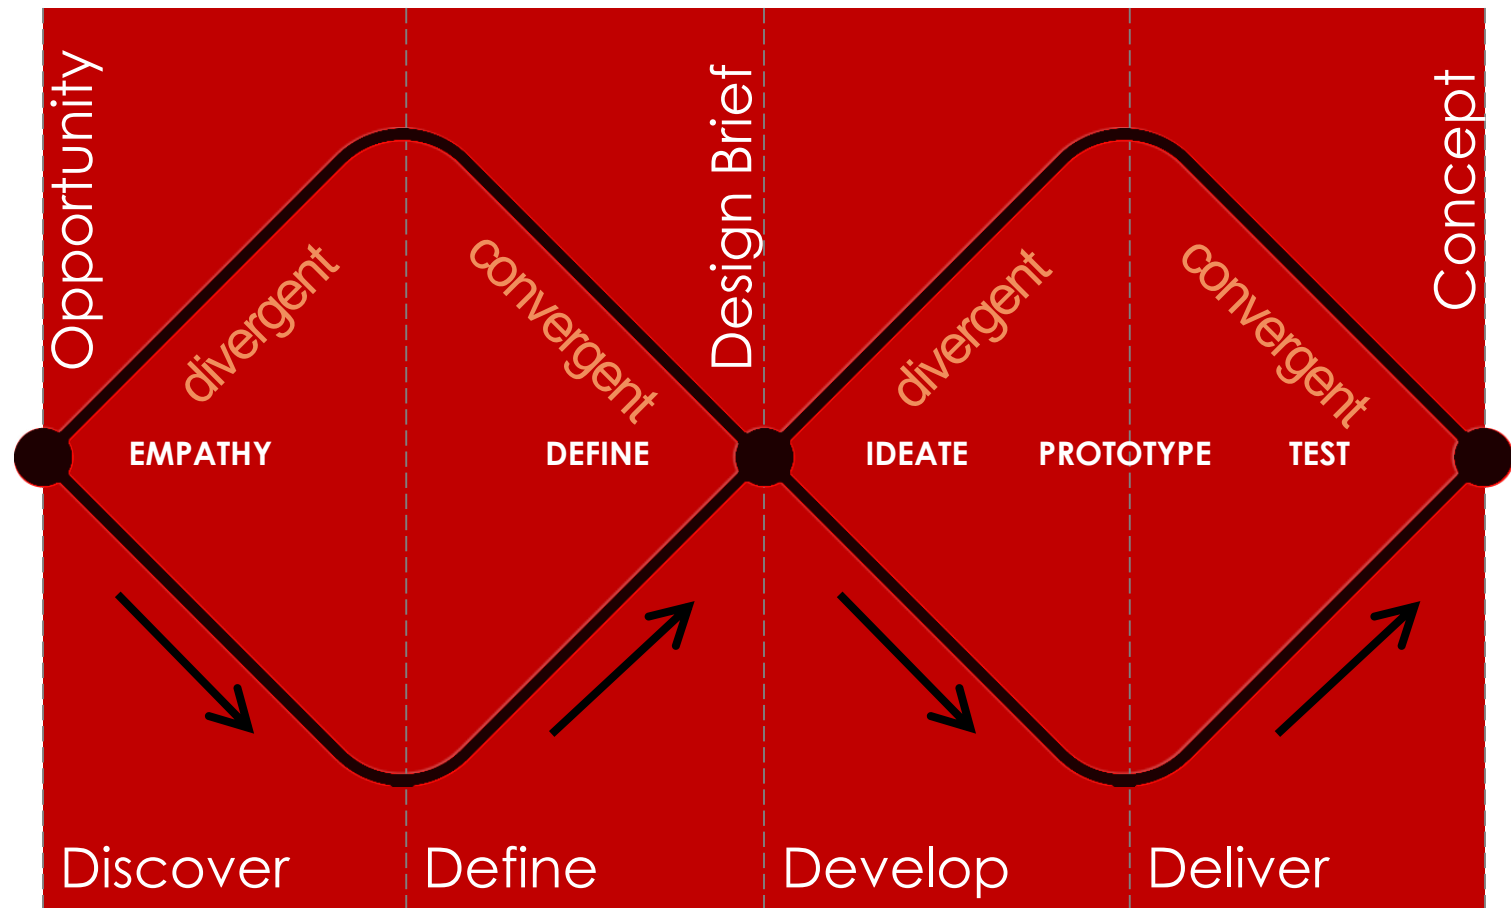 Opportunity
Design Brief
Concept
divergent
convergent
divergent
convergent
EMPATHY
DEFINE
IDEATE
PROTOTYPE
TEST
Discover
Define
Develop
Deliver